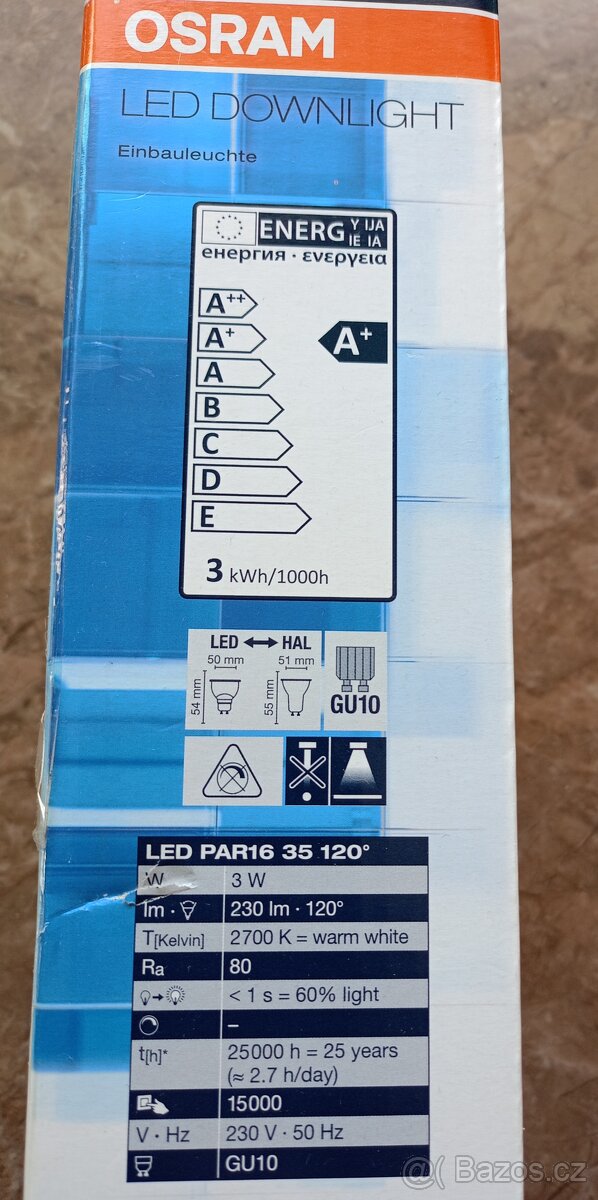 OSRAM
LED DOWNLIGHT
Einbauleuchte
ENERG Y IJA
IE IA
енергия · ενεργεια
A++
A+
A+
A
B
C
D
E
3 kWh/1000h
LED ↔ HAL
50 mm
51 mm
54 mm
55 mm
GU10
LED PAR16 35 120°
W 3 W
lm · 230 lm · 120°
T[Kelvin] 2700 K = warm white
Ra 80
< 1 s = 60% light
–
t[h]* 25000 h = 25 years
(≈ 2.7 h/day)
15000
V · Hz 230 V · 50 Hz
GU10
@ Bazos.cz